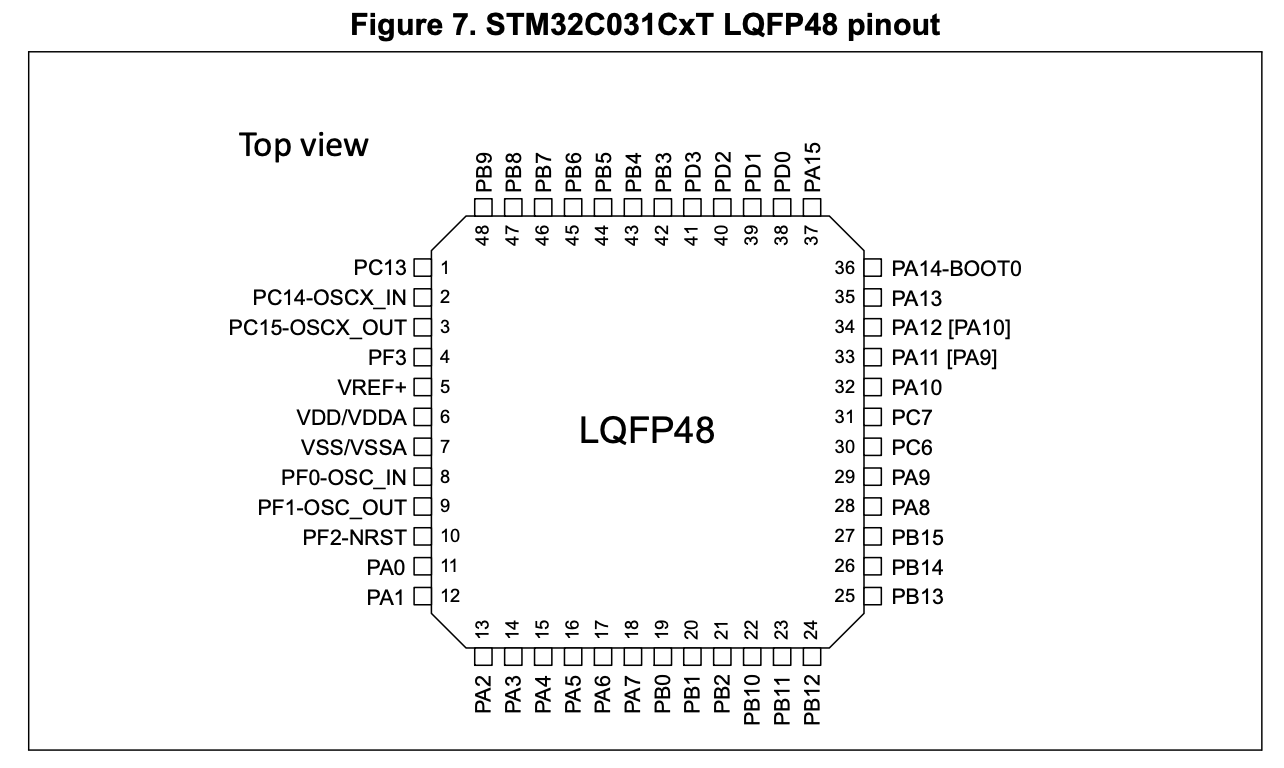 Figure 7. STM32C031CxT LQFP48 pinout
Top view
PB9
PB8
PB7
PB6
PB5
PB4
PB3
PD3
PD2
PD1
PD0
PA15
48
47
46
45
44
43
42
41
40
39
38
37
PC13 1
PC14-OSCX_IN 2
PC15-OSCX_OUT 3
PF3 4
VREF+ 5
VDD/VDDA 6
VSS/VSSA 7
PF0-OSC_IN 8
PF1-OSC_OUT 9
PF2-NRST 10
PA0 11
PA1 12
LQFP48
36 PA14-BOOT0
35 PA13
34 PA12 [PA10]
33 PA11 [PA9]
32 PA10
31 PC7
30 PC6
29 PA9
28 PA8
27 PB15
26 PB14
25 PB13
13
14
15
16
17
18
19
20
21
22
23
24
PA2
PA3
PA4
PA5
PA6
PA7
PB0
PB1
PB2
PB10
PB11
PB12